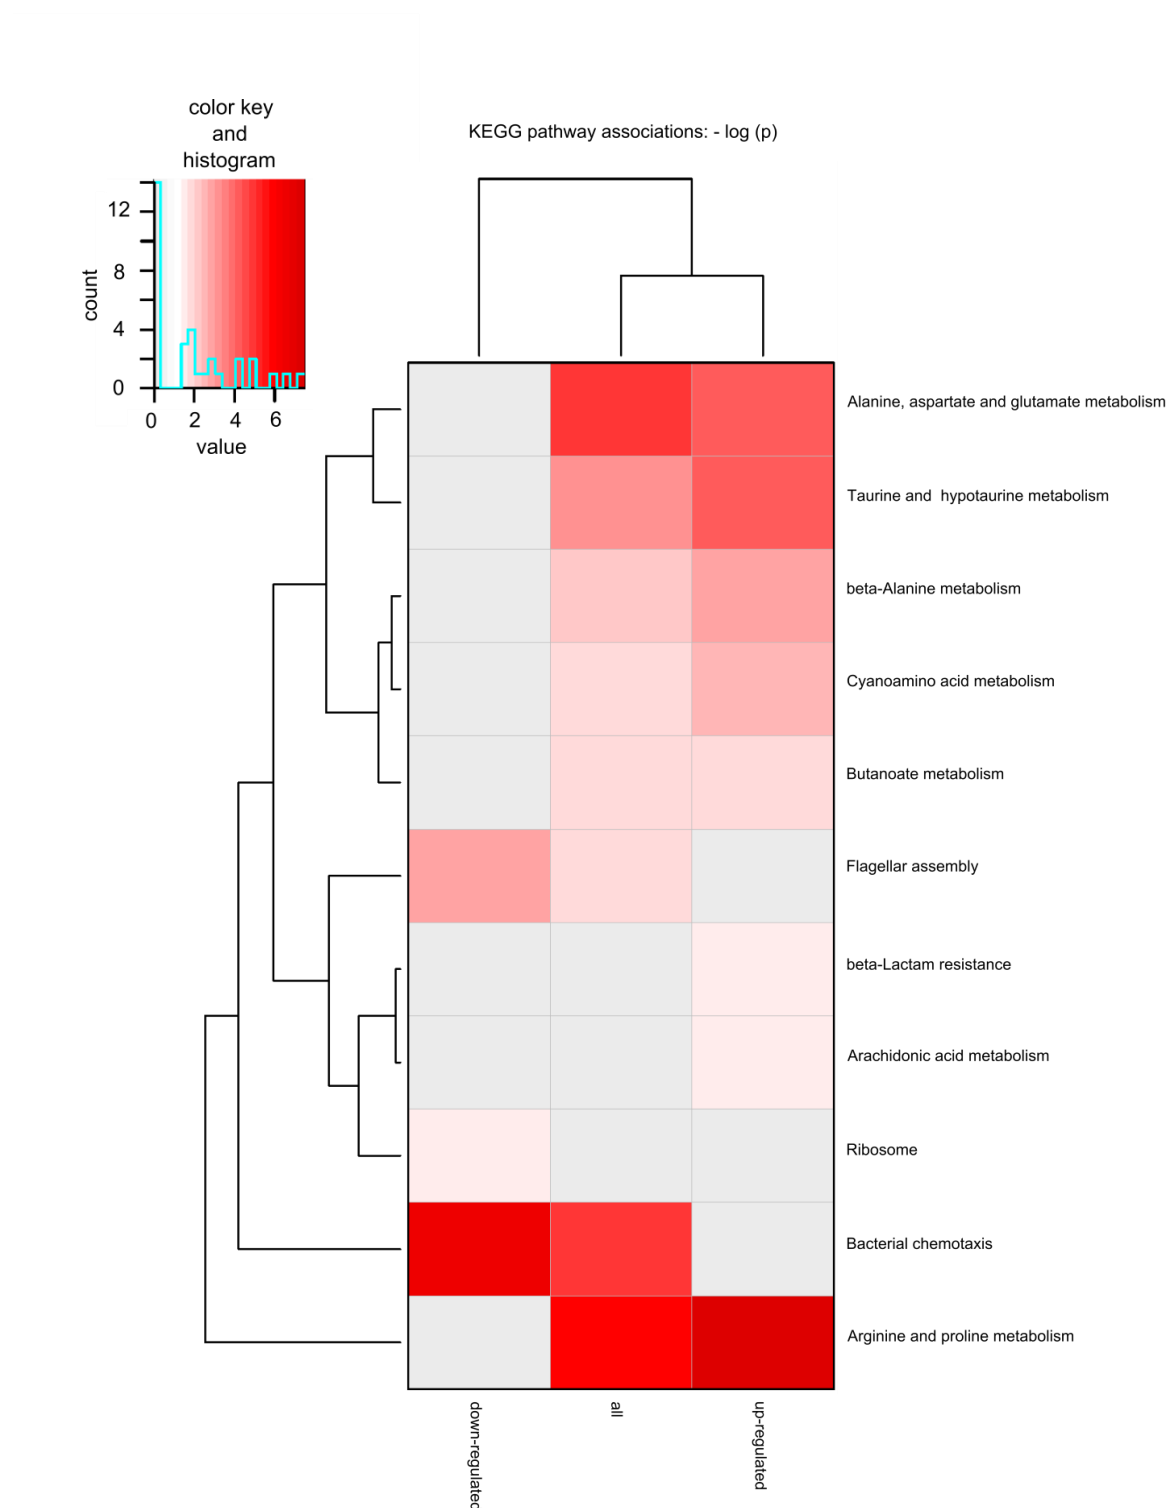 color key
and
histogram
KEGG pathway associations: - log (p)
count
12
8
4
0
0 2 4 6
value
Alanine, aspartate and glutamate metabolism
Taurine and hypotaurine metabolism
beta-Alanine metabolism
Cyanoamino acid metabolism
Butanoate metabolism
Flagellar assembly
beta-Lactam resistance
Arachidonic acid metabolism
Ribosome
Bacterial chemotaxis
Arginine and proline metabolism
down-regulated
all
up-regulated